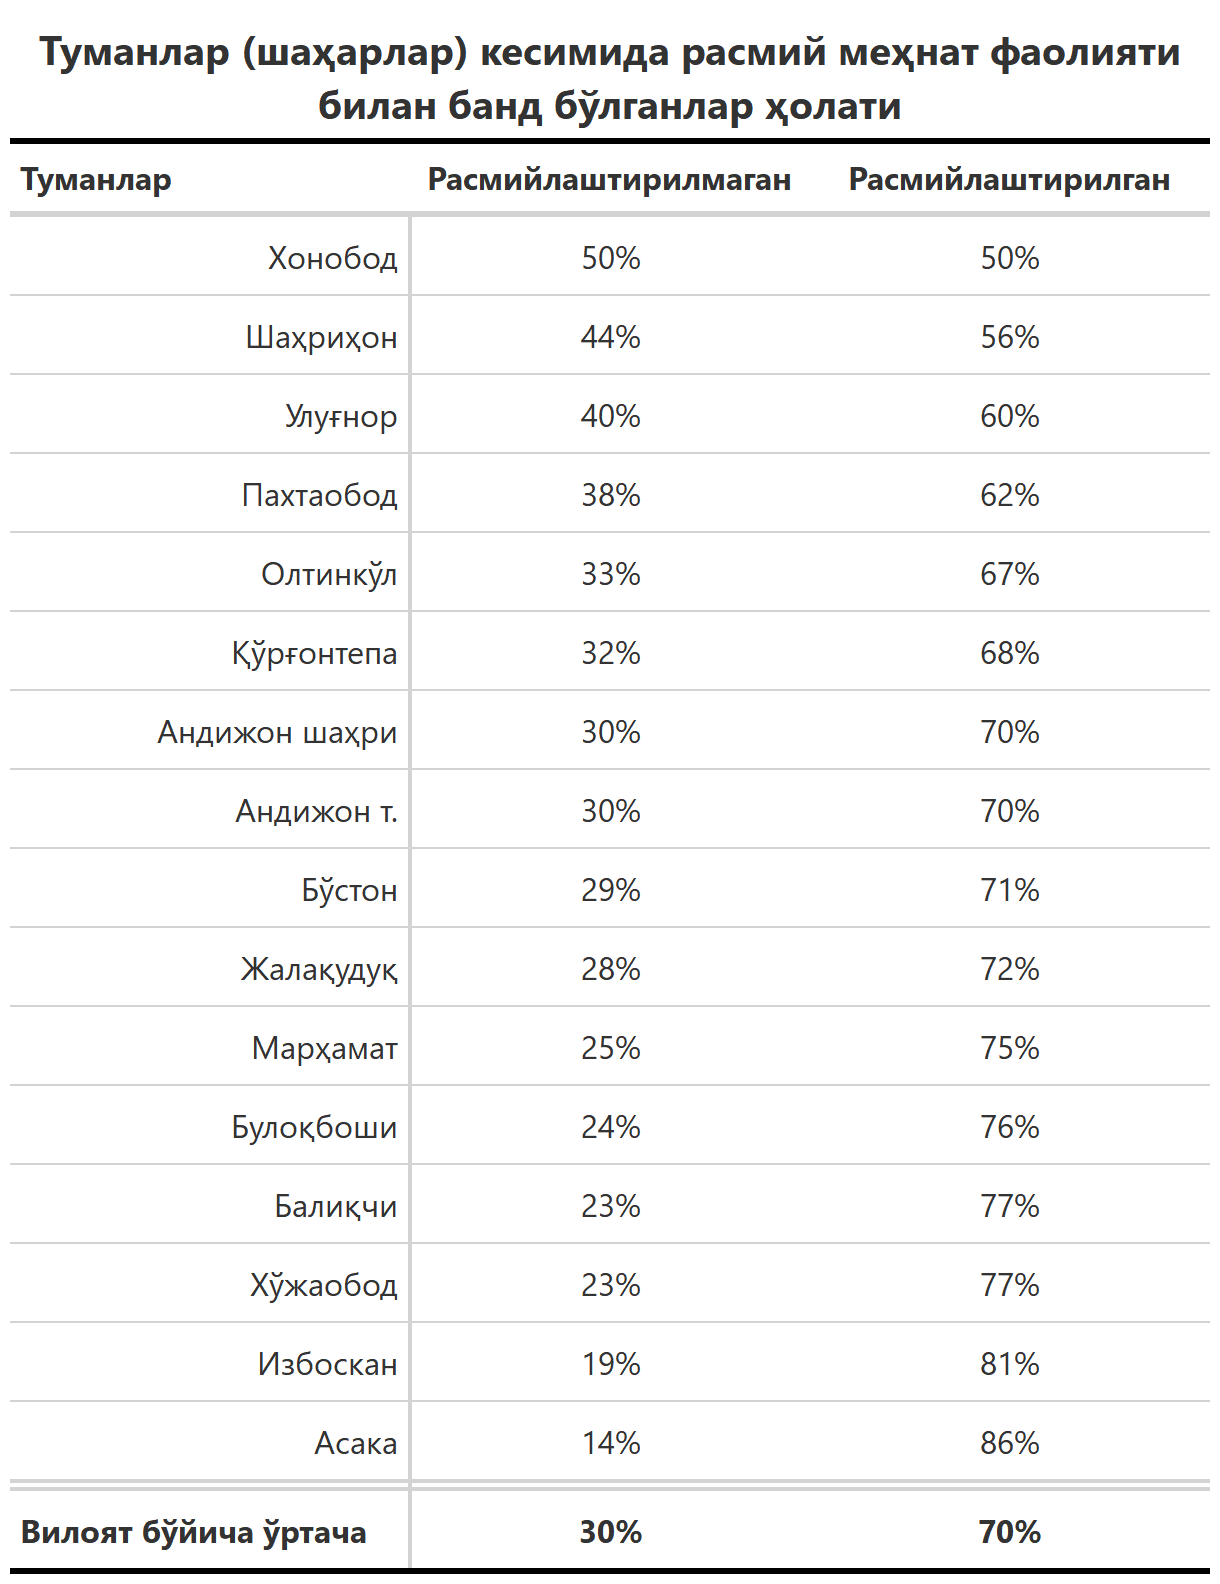 Туманлар (шаҳарлар) кесимида расмий меҳнат фаолияти
билан банд бўлганлар ҳолати
Туманлар Расмийлаштирилмаган Расмийлаштирилган
Хонобод 50% 50%
Шаҳриҳон 44% 56%
Улуғнор 40% 60%
Пахтаобод 38% 62%
Олтинкўл 33% 67%
Қўрғонтепа 32% 68%
Андижон шаҳри 30% 70%
Андижон т. 30% 70%
Бўстон 29% 71%
Жалақудуқ 28% 72%
Марҳамат 25% 75%
Булоқбоши 24% 76%
Балиқчи 23% 77%
Хўжаобод 23% 77%
Избоскан 19% 81%
Асака 14% 86%
Вилоят бўйича ўртача 30% 70%